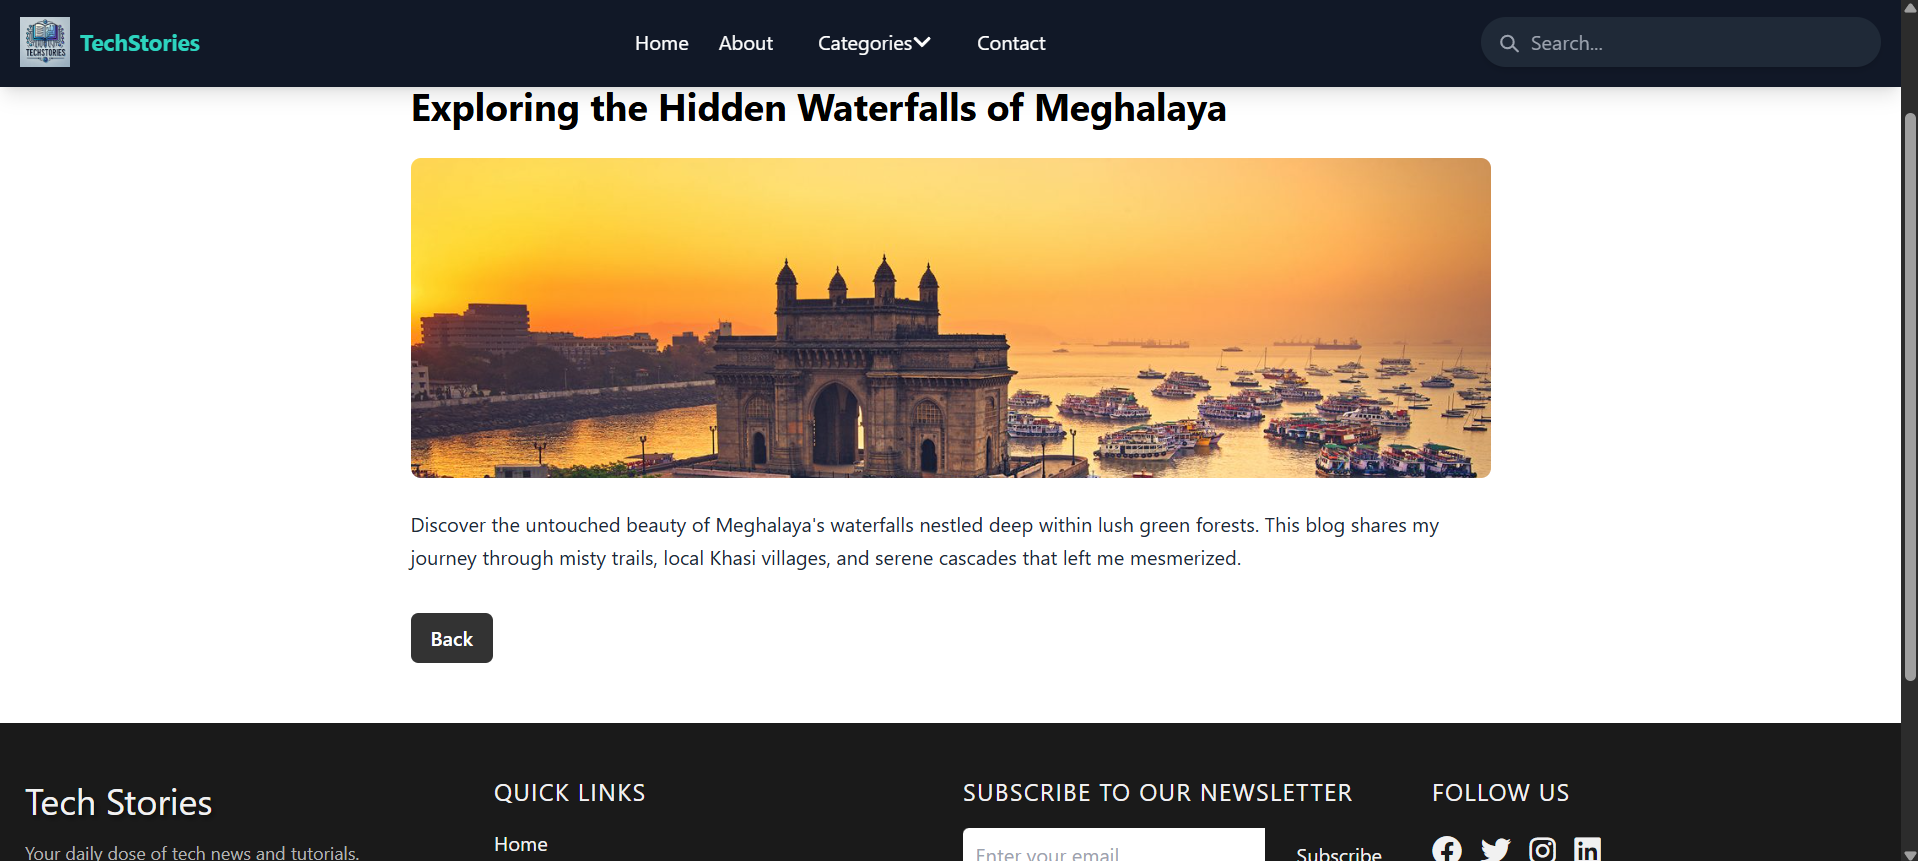 TECHSTORIES
TechStories
Home
About
Categories
Contact
Search...
Exploring the Hidden Waterfalls of Meghalaya
Discover the untouched beauty of Meghalaya's waterfalls nestled deep within lush green forests. This blog shares my
journey through misty trails, local Khasi villages, and serene cascades that left me mesmerized.
Back
Tech Stories
Your daily dose of tech news and tutorials.
QUICK LINKS
Home
SUBSCRIBE TO OUR NEWSLETTER
Enter your email
Subscribe
FOLLOW US